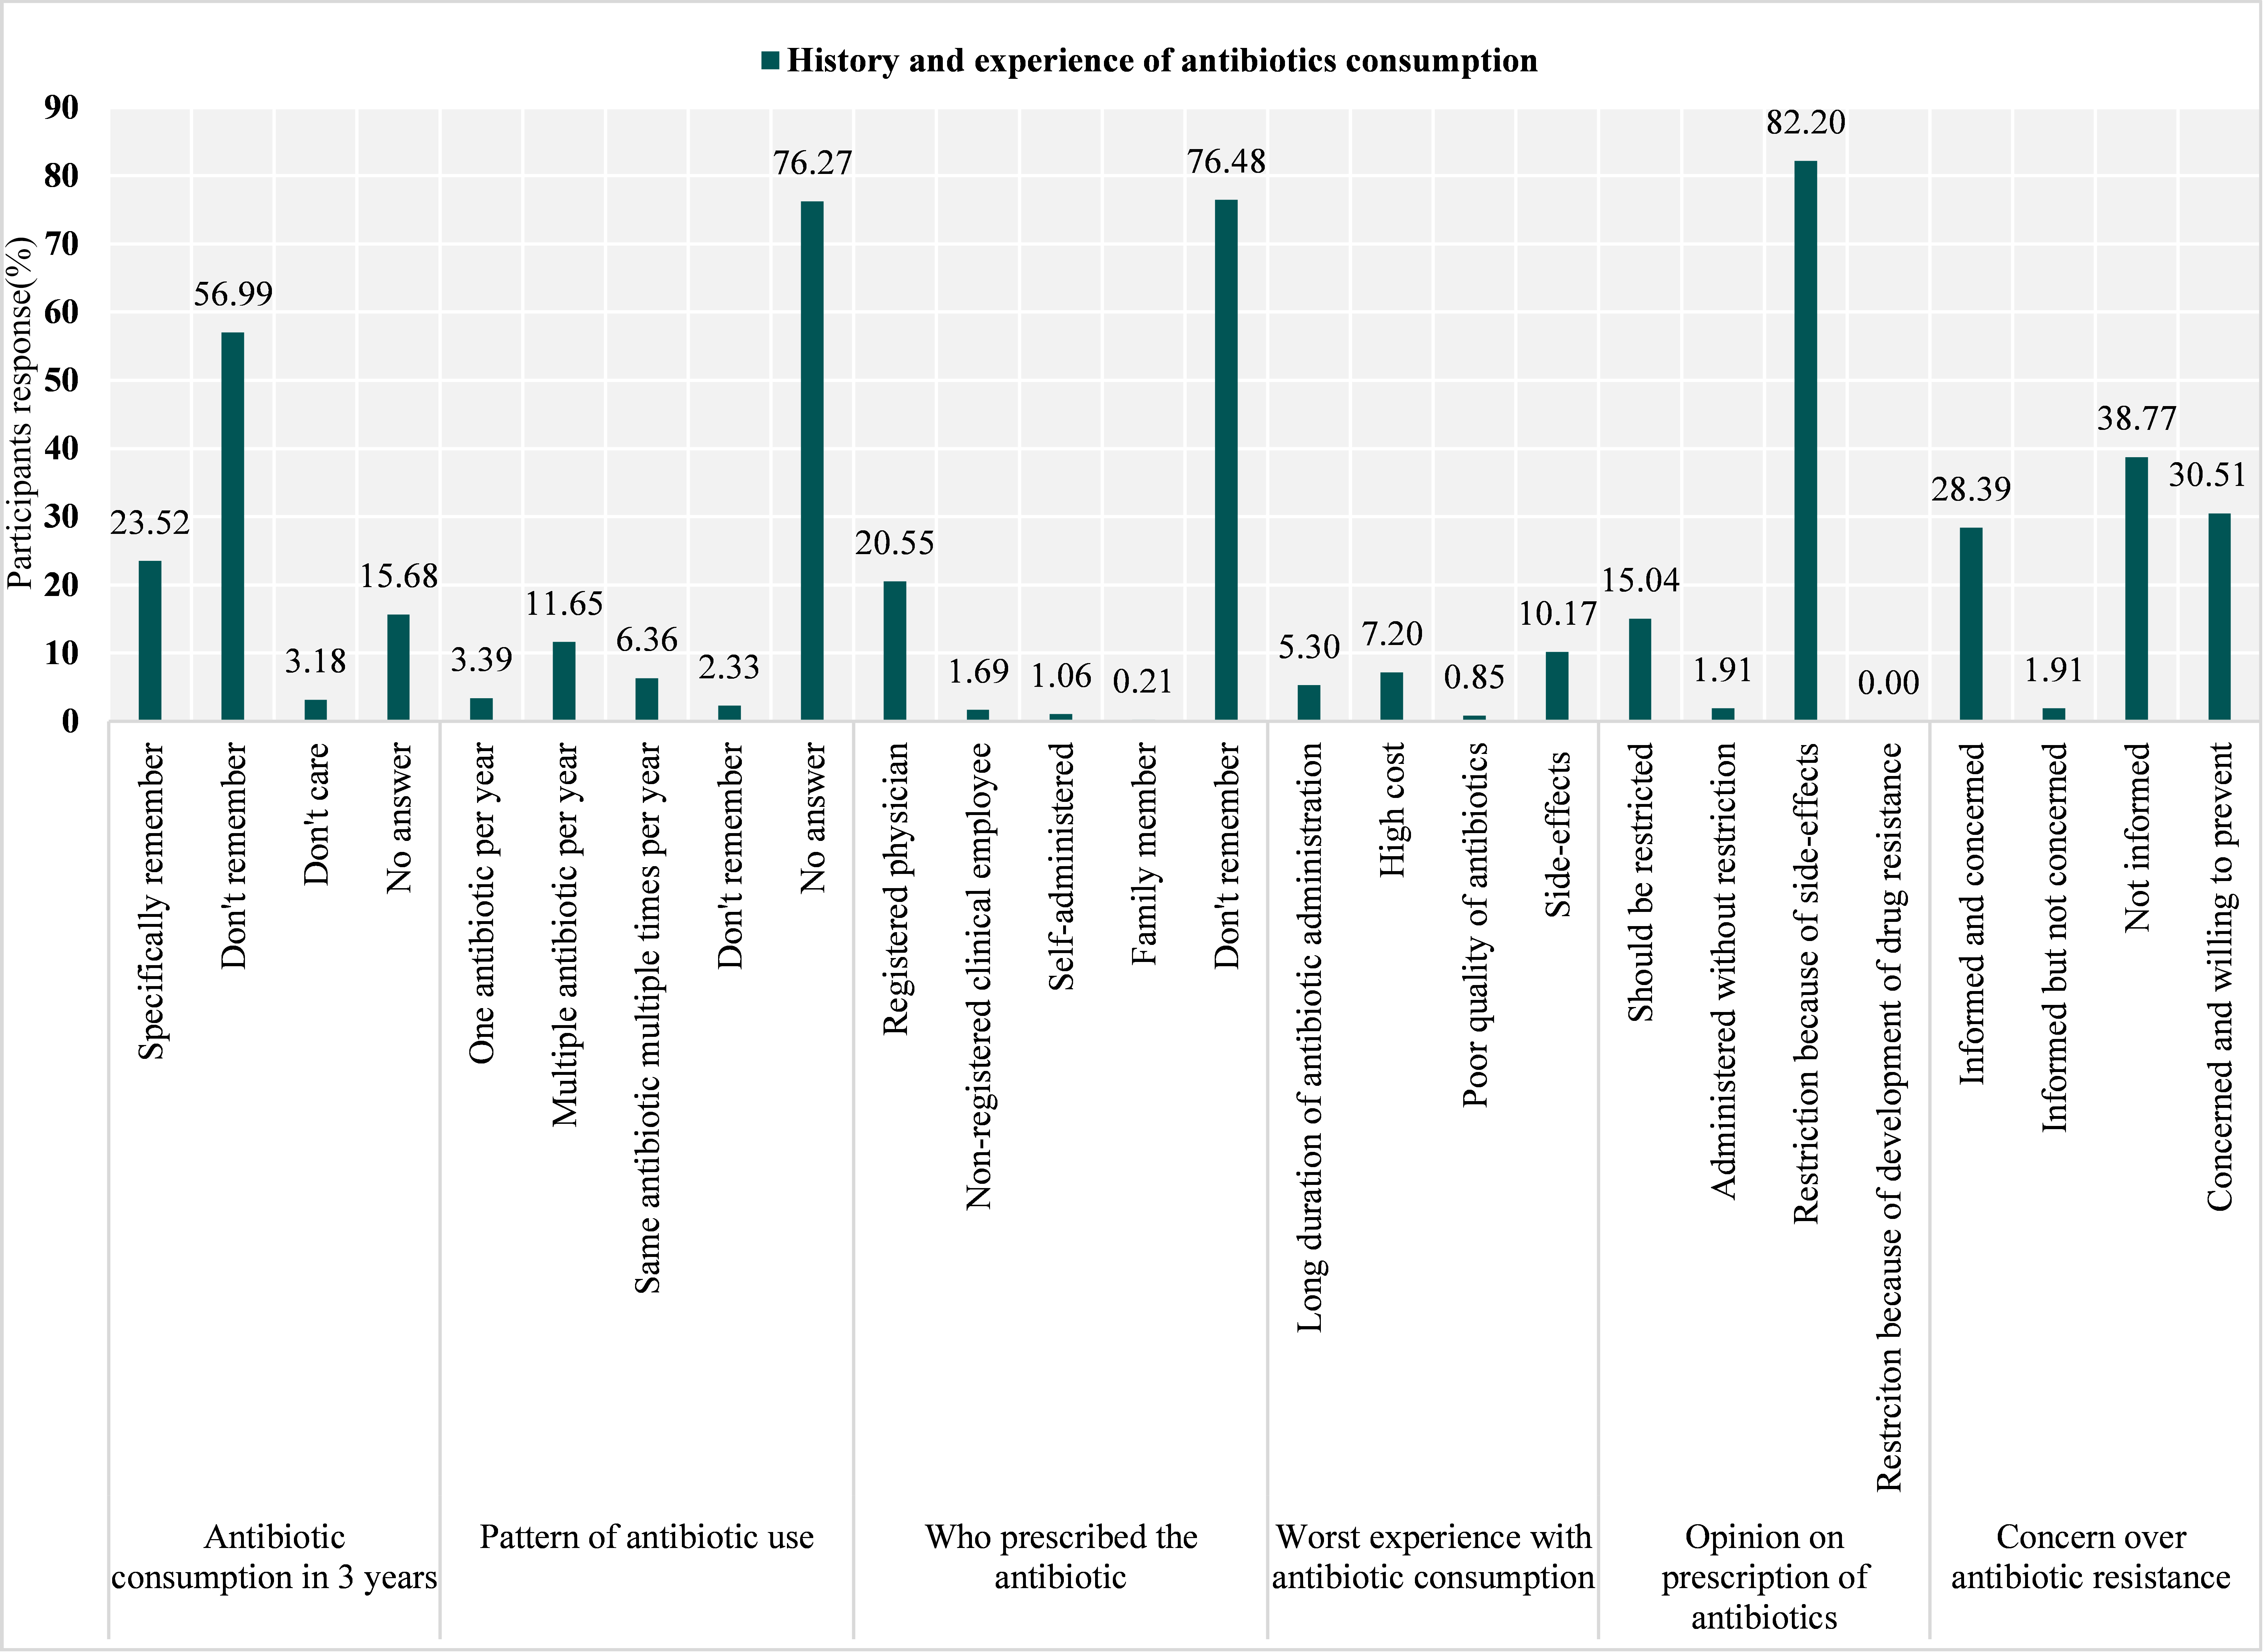 History and experience of antibiotics consumption
Participants response(%)
90
80
70
60
50
40
30
20
10
0
23.52
56.99
3.18
15.68
3.39
11.65
6.36
2.33
76.27
20.55
1.69
1.06
0.21
76.48
5.30
7.20
0.85
10.17
15.04
1.91
82.20
0.00
28.39
1.91
38.77
30.51
Specifically remember
Don't remember
Don't care
No answer
One antibiotic per year
Multiple antibiotic per year
Same antibiotic multiple times per year
Don't remember
No answer
Registered physician
Non-registered clinical employee
Self-administered
Family member
Don't remember
Long duration of antibiotic administration
High cost
Poor quality of antibiotics
Side-effects
Should be restricted
Administered without restriction
Restriction because of side-effects
Restrciton because of development of drug resistance
Informed and concerned
Informed but not concerned
Not informed
Concerned and willing to prevent
Antibiotic
consumption in 3 years
Pattern of antibiotic use
Who prescribed the
antibiotic
Worst experience with
antibiotic consumption
Opinion on
prescription of
antibiotics
Concern over
antibiotic resistance